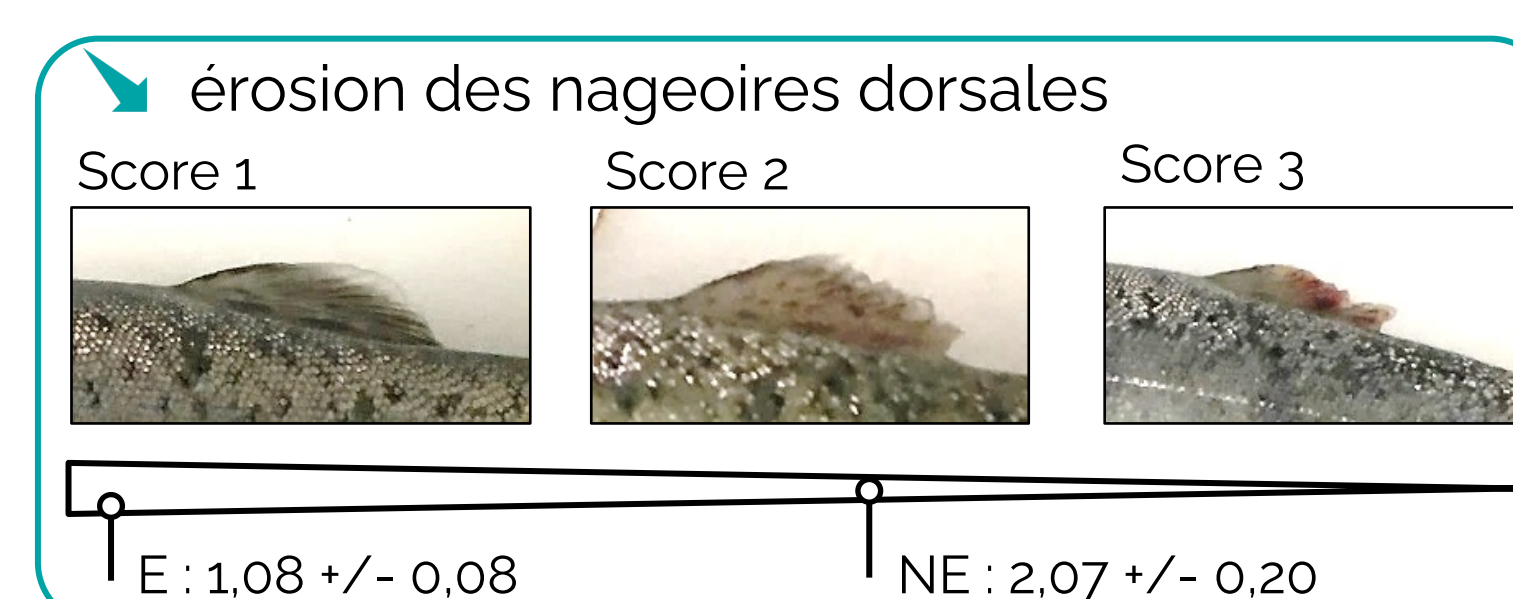 érosion des nageoires dorsales
Score 1
Score 2
Score 3
E : 1,08 +/- 0,08
NE : 2,07 +/- 0,20